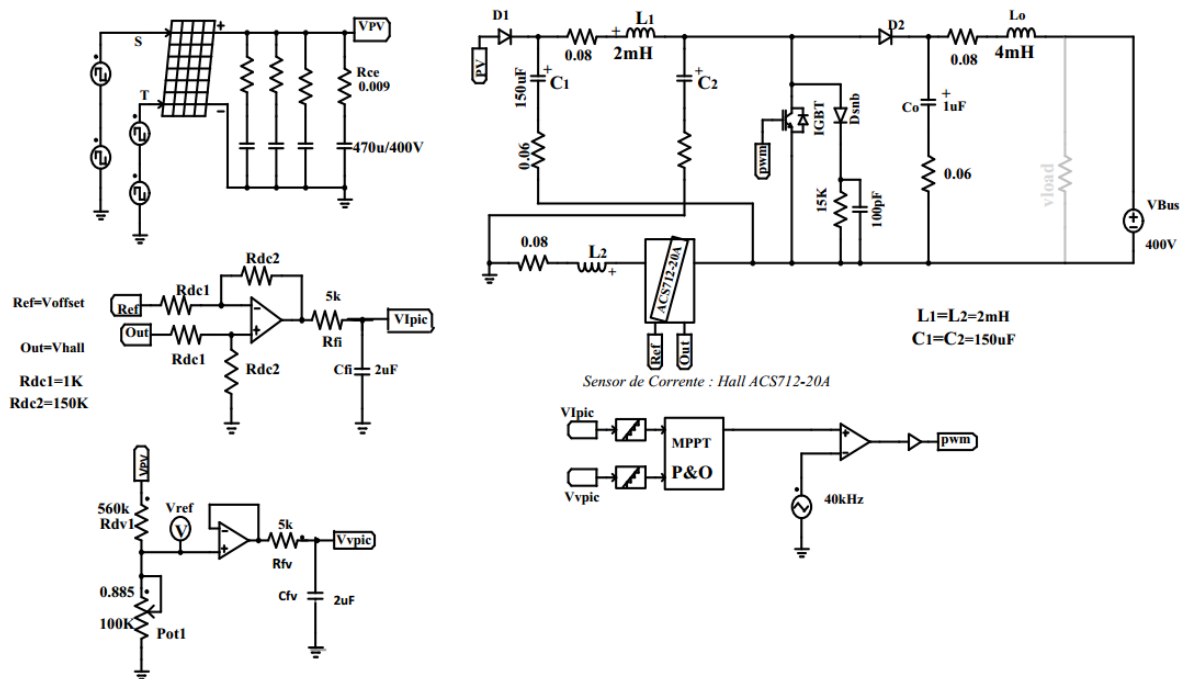 S
T
+
−
VPV
Rce
0.009
470u/400V
D1
PV
150uF
+
C1
0.06
0.08
+
L1
2mH
+
C2
pwm
IGBT
Dsnb
15K
100pF
D2
0.08
Lo
4mH
Co
+
1uF
0.06
vload
VBus
400V
0.08
L2
+
ACS712-20A
Ref
Out
L1=L2=2mH
C1=C2=150uF
Sensor de Corrente : Hall ACS712-20A
Ref=Voffset
Out=Vhall
Rdc1=1K
Rdc2=150K
Ref
Out
Rdc1
Rdc1
Rdc2
Rdc2
5k
Rfi
Cfi
2uF
VIpic
VPV
560k
Rdv1
Vref
V
0.885
100K
Pot1
5k
Rfv
Cfv
2uF
Vvpic
VIpic
Vvpic
MPPT
P&O
40kHz
pwm